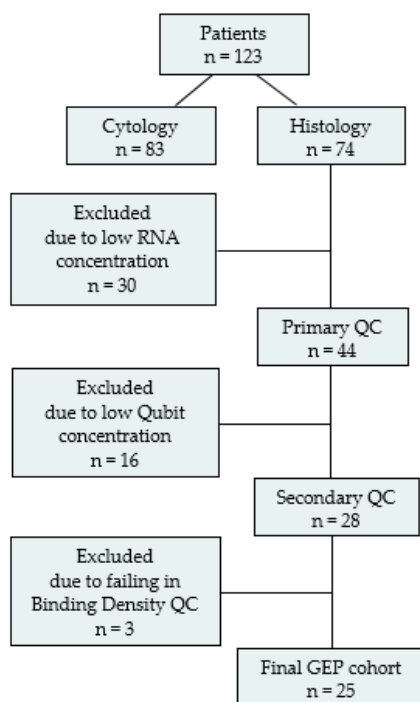 Patients
n = 123
Cytology
n = 83
Histology
n = 74
Excluded
due to low RNA
concentration
n = 30
Primary QC
n = 44
Excluded
due to low Qubit
concentration
n = 16
Secondary QC
n = 28
Excluded
due to failing in
Binding Density QC
n = 3
Final GEP cohort
n = 25